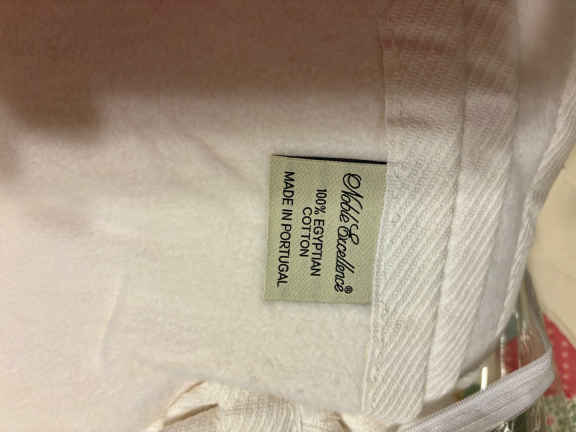 Noble Excellence®
100% EGYPTIAN
COTTON
MADE IN PORTUGAL